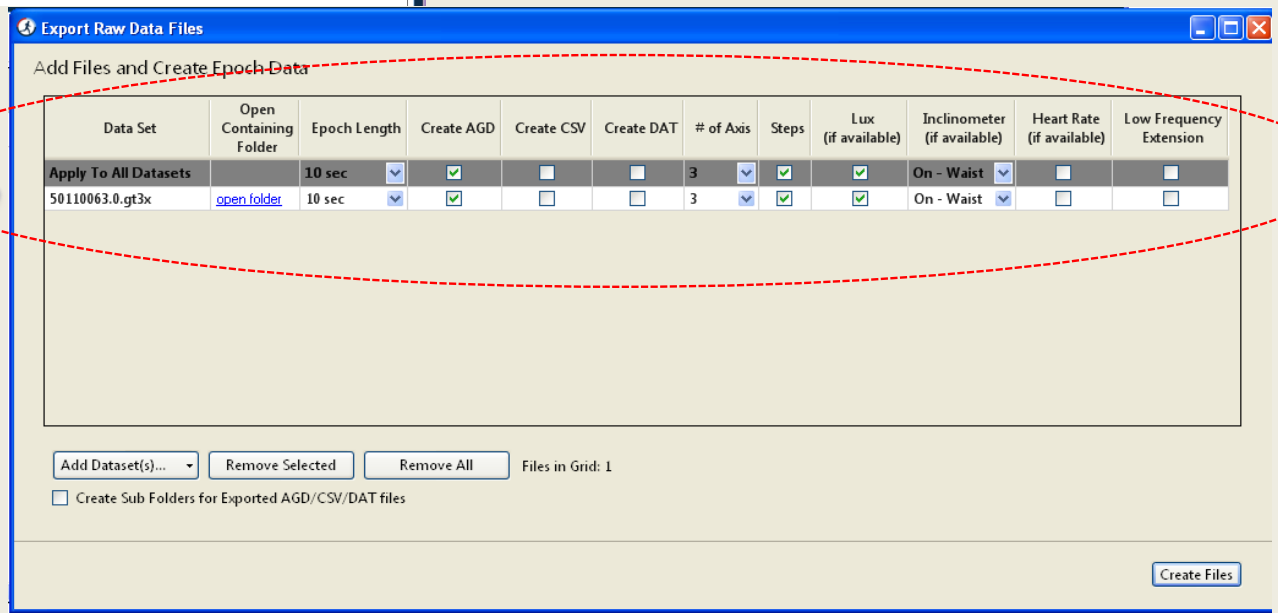 Export Raw Data Files
Add Files and Create Epoch Data
Data Set Open Containing Folder Epoch Length Create AGD Create CSV Create DAT # of Axis Steps Lux (if available) Inclinometer (if available) Heart Rate (if available) Low Frequency Extension
Apply To All Datasets 10 sec 3 On - Waist
50110063.0.gt3x open folder 10 sec 3 On - Waist
Add Dataset(s)... Remove Selected Remove All Files in Grid: 1
Create Sub Folders for Exported AGD/CSV/DAT files
Create Files